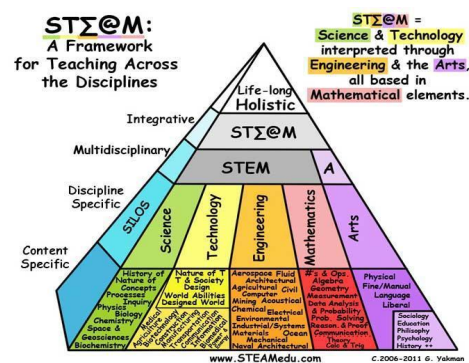 STΣ@M:
A Framework
for Teaching Across
the Disciplines
STΣ@M =
Science & Technology
interpreted through
Engineering & the Arts,
all based in
Mathematical elements.
Life-long
Holistic
Integrative
STΣ@M
Multidisciplinary
STEM
A
Discipline
Specific
SILOS
Science
Technology
Engineering
Mathematics
Arts
Content
Specific
History of
Nature of
Concepts
Processes
Inquiry
Physics
Biology
Chemistry
Space &
Geosciences
Biochemistry
Nature of T
T & Society
Design
World Abilities
Designed World
Construction
Transportation
Communication
Aerospace Fluid
Architectural
Agricultural Civil
Computer
Mining Acoustical
Chemical Electrical
Environmental
Industrial/Systems
Materials Ocean
Mechanical
Naval Architectural
#'s & Ops.
Algebra
Geometry
Measurement
Data Analysis
& Probability
Prob. Solving
Reason. & Proof
Communication
Theory
Calc & Trig
Physical
Fine/Manual
Language
Liberal
Sociology
Education
Philosophy
Psychology
History ++
www.STEAMedu.com
C.2006-2011 G. Yakman